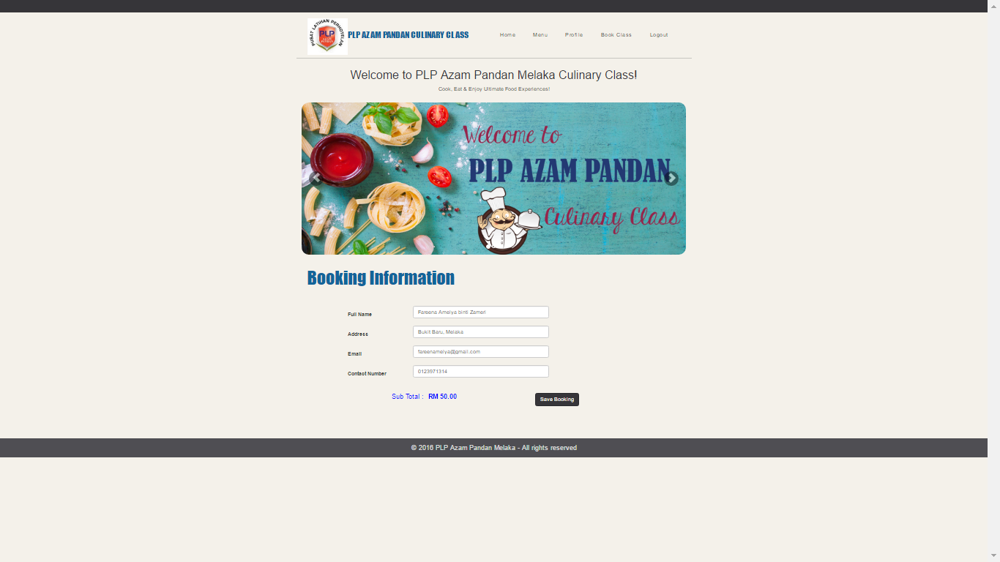 PUSAT LATIHAN PERHOTELAN
PLP
PLP AZAM PANDAN CULINARY CLASS
Home Menu Profile Book Class Logout
Welcome to PLP Azam Pandan Melaka Culinary Class!
Cook, Eat & Enjoy Ultimate Food Experiences!
Welcome to
PLP AZAM PANDAN
Culinary Class
Booking Information
Full Name Fareena Amelya binti Zameri
Address Bukit Baru, Melaka
Email fareenamelya@gmail.com
Contact Number 0123971314
Sub Total : RM 50.00 Save Booking
© 2016 PLP Azam Pandan Melaka - All rights reserved